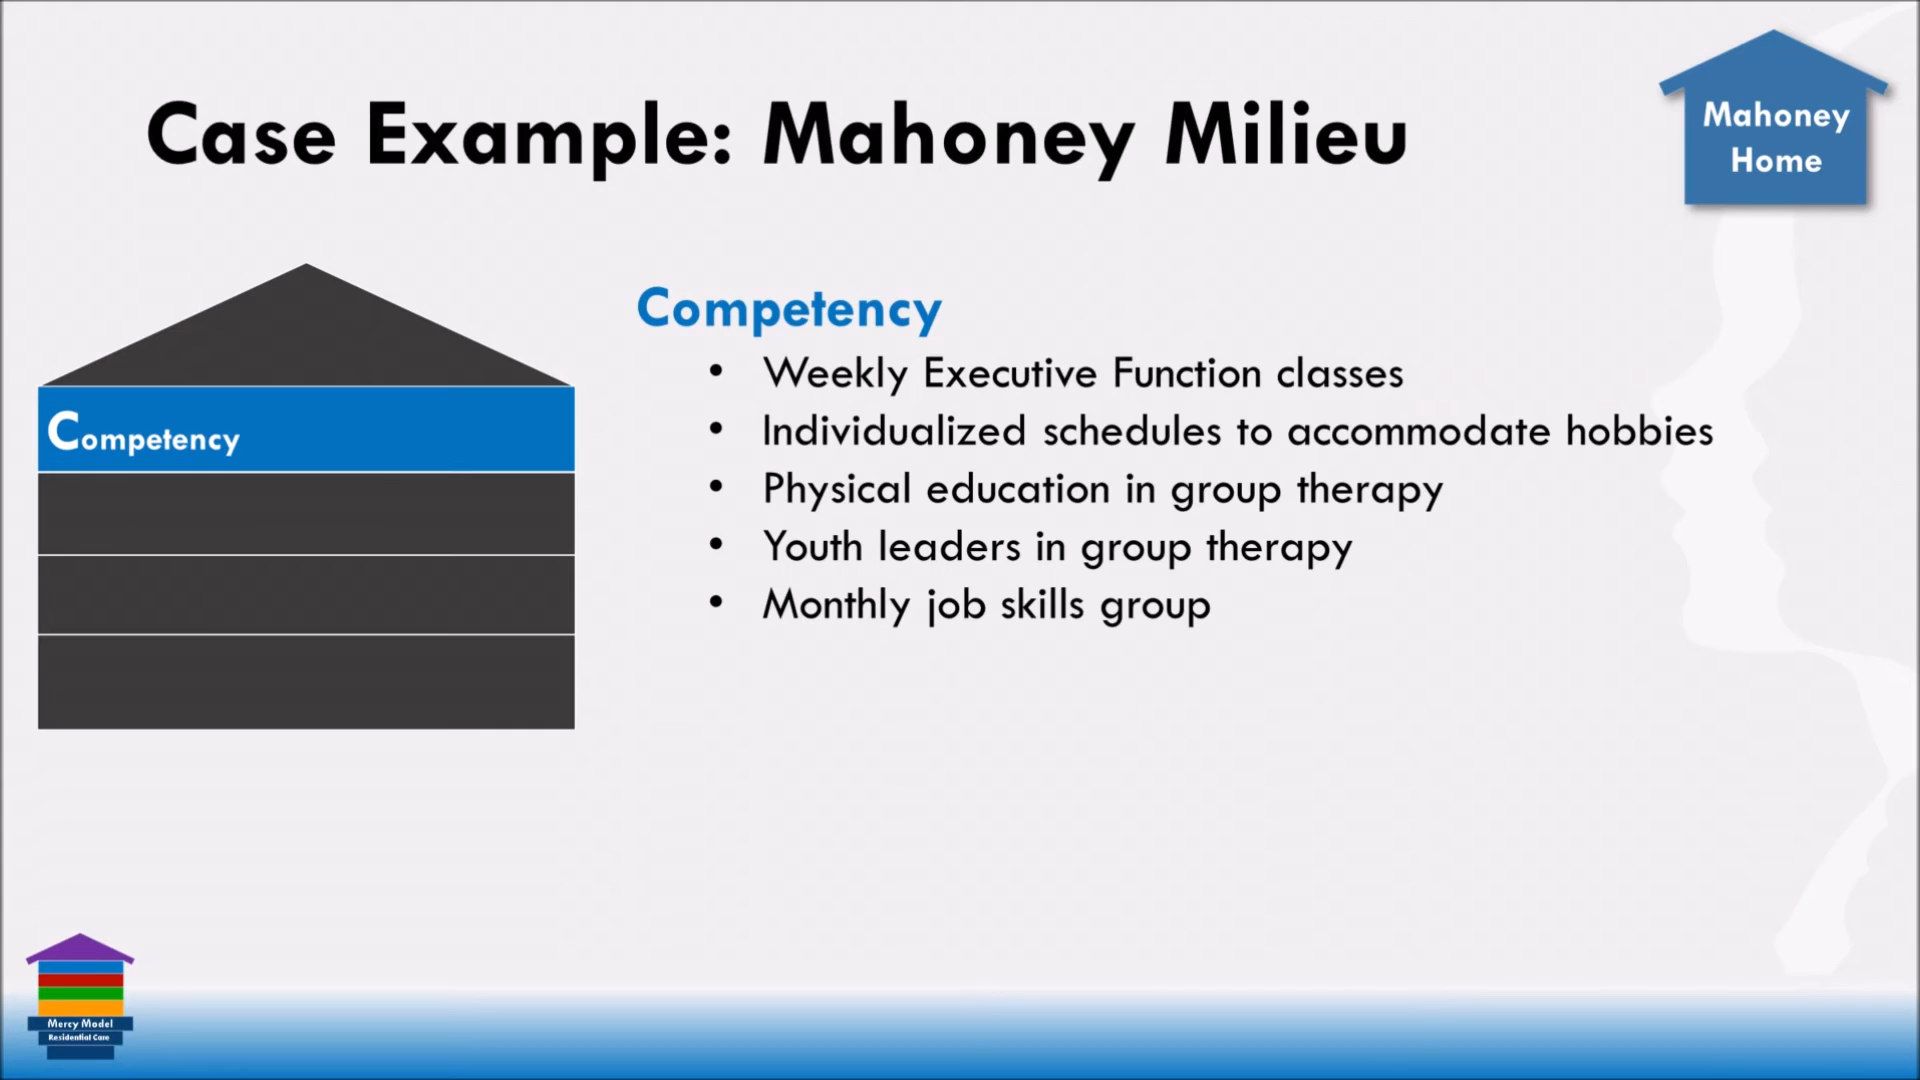 Case Example: Mahoney Milieu
Mahoney
Home
Competency
Competency
• Weekly Executive Function classes
• Individualized schedules to accommodate hobbies
• Physical education in group therapy
• Youth leaders in group therapy
• Monthly job skills group
Mercy Model
Residential Care